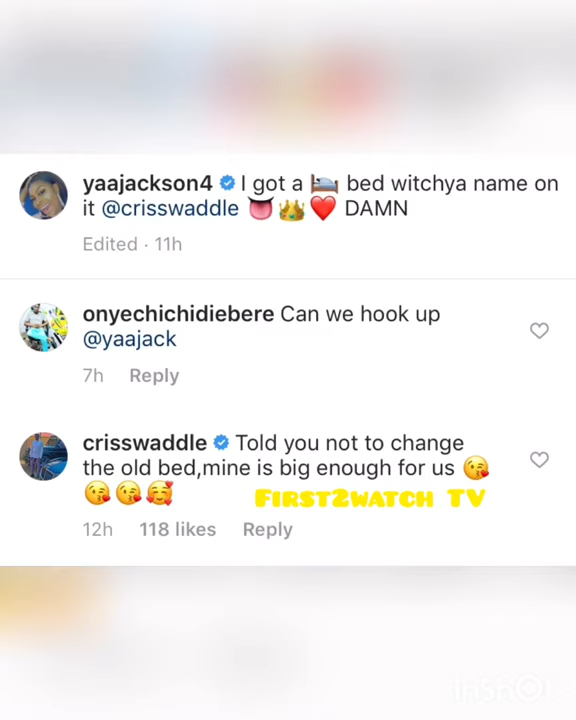 yaajackson4 I got a 🛏️ bed witchya name on
it @crisswaddle 👅👑❤️ DAMN
Edited · 11h
onyechichidiebere Can we hook up
@yaajack
7h Reply
crisswaddle Told you not to change
the old bed,mine is big enough for us 😘
😘😘🥰 First2watch TV
12h 118 likes Reply
InShOt